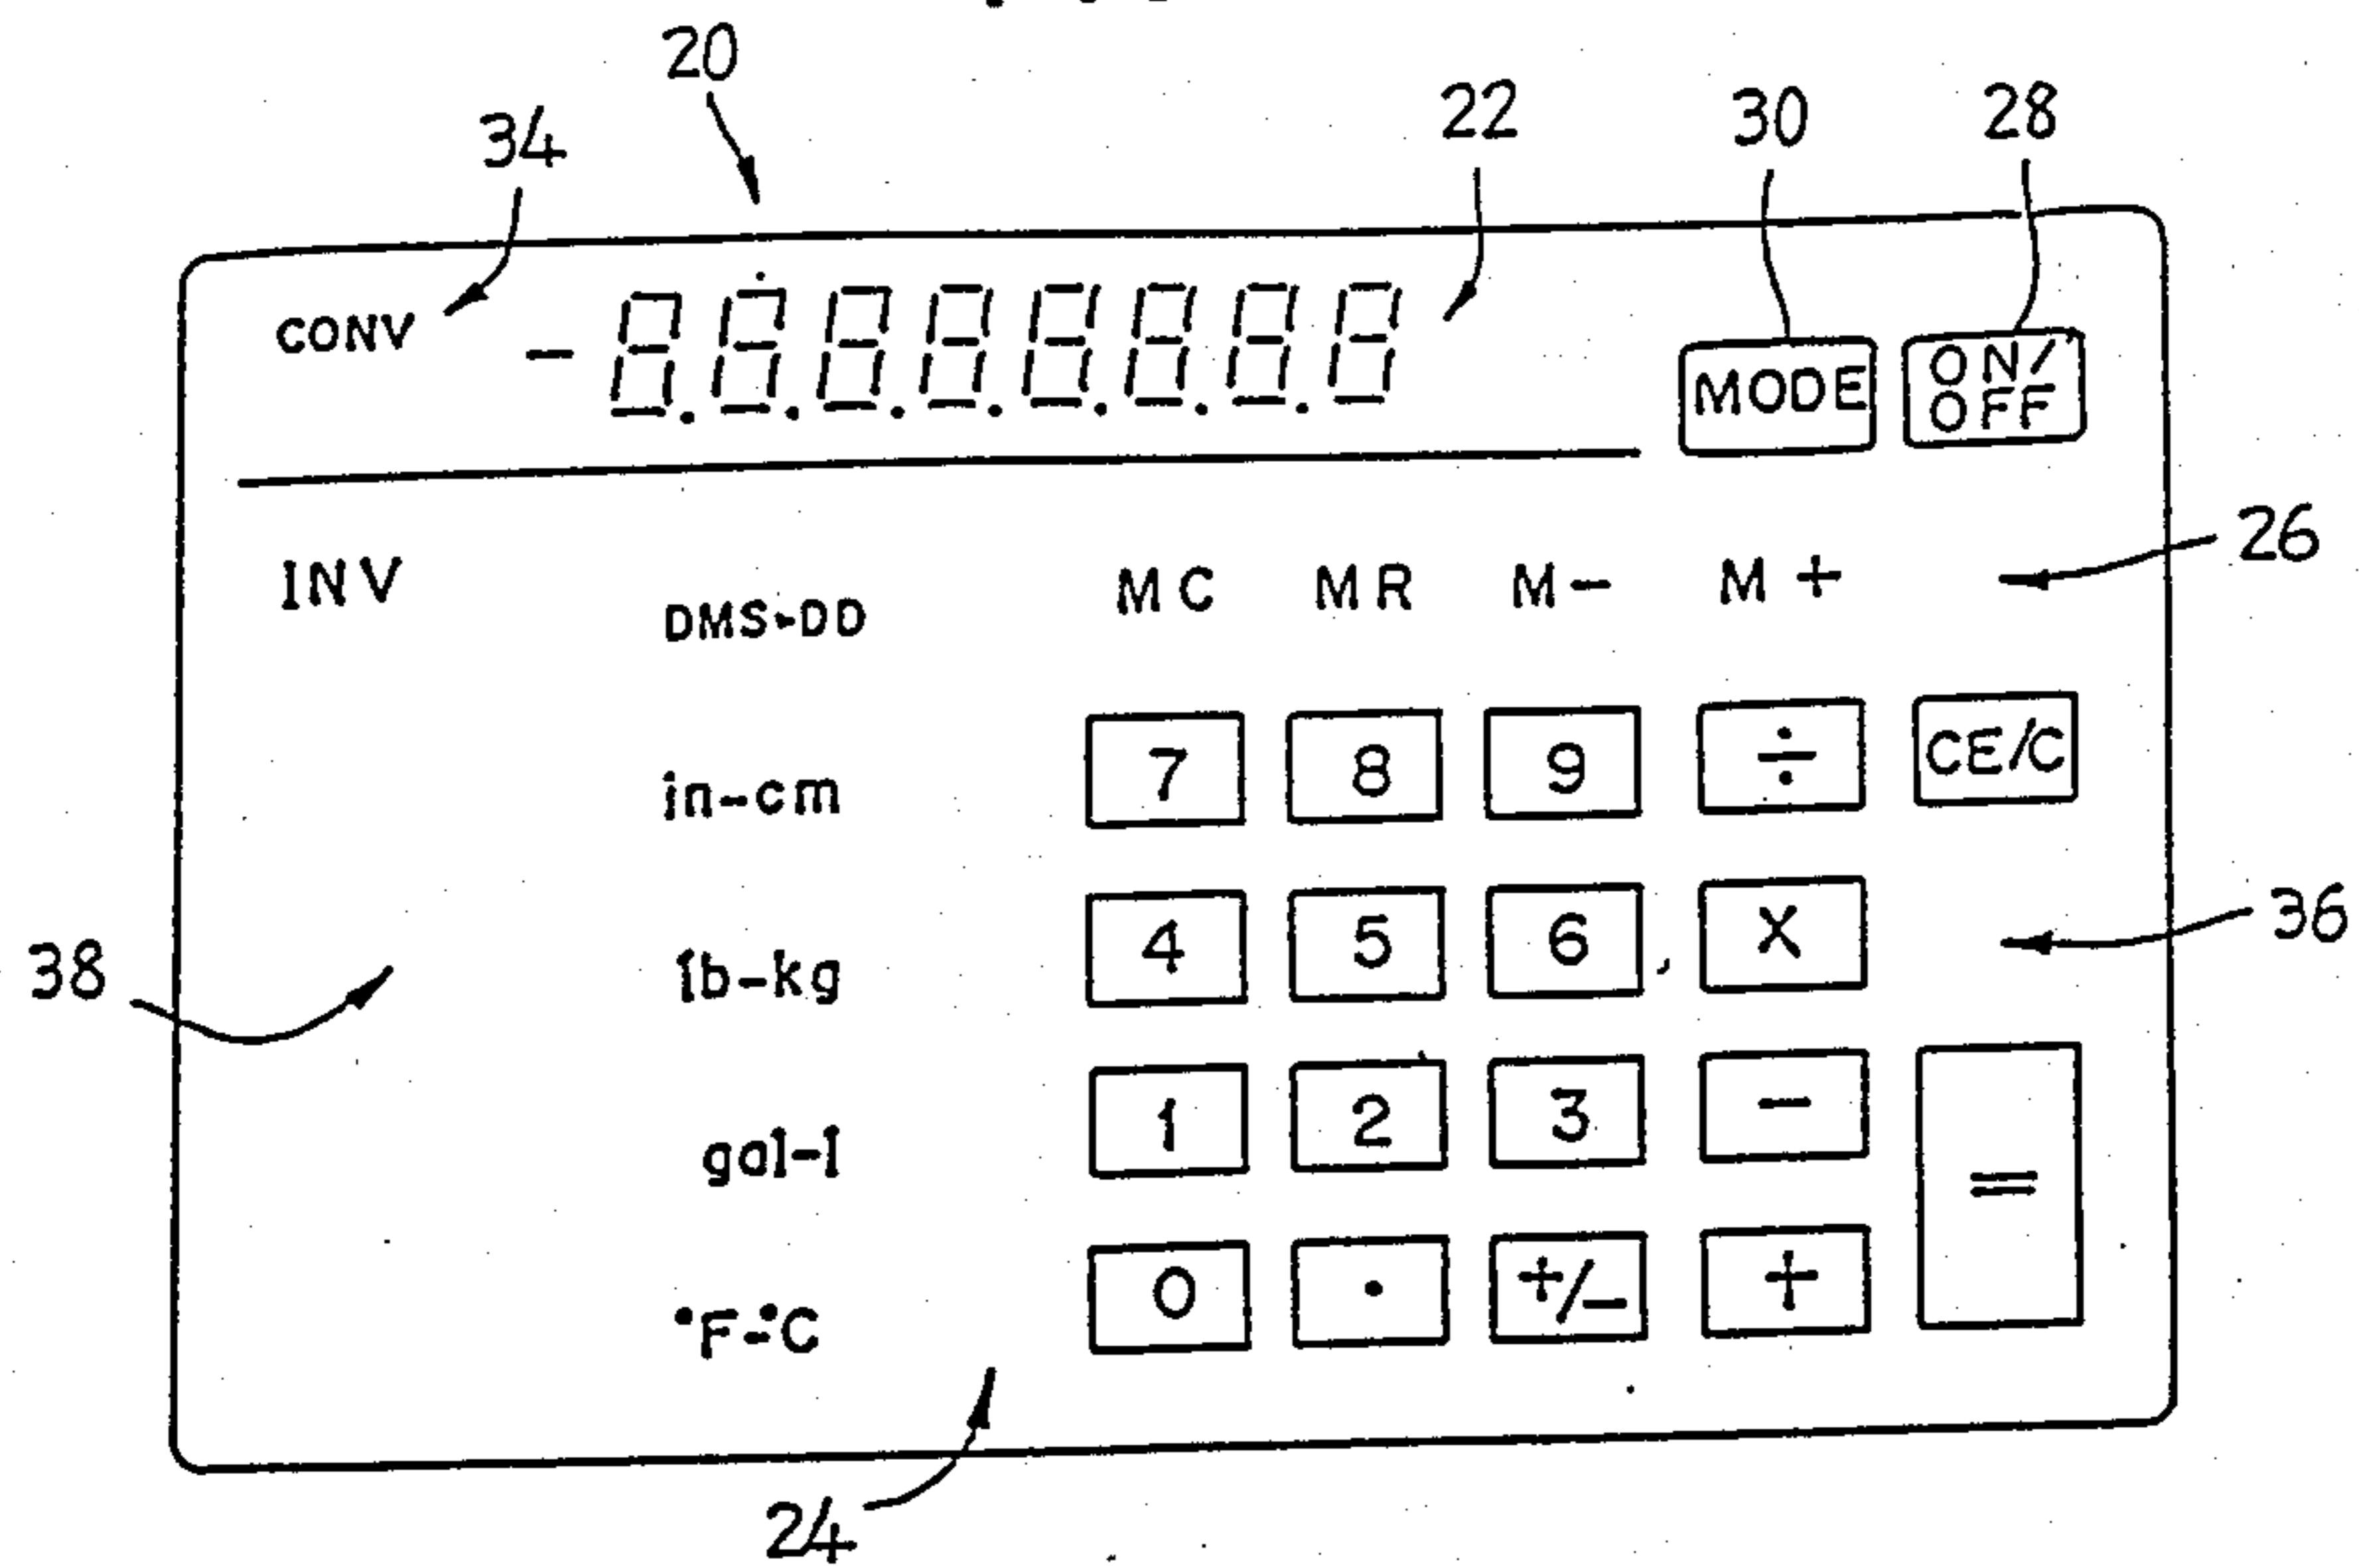 20
34 22 30 28
CONV -8.8.8.8.8.8.8.8 MODE ON/
OFF
26
INV DMS▸DD MC MR M- M+
in-cm 7 8 9 ÷ CE/C
38 lb-kg 4 5 6 X 36
gal-l 1 2 3 -
=
°F-°C 0 . +/- +
24